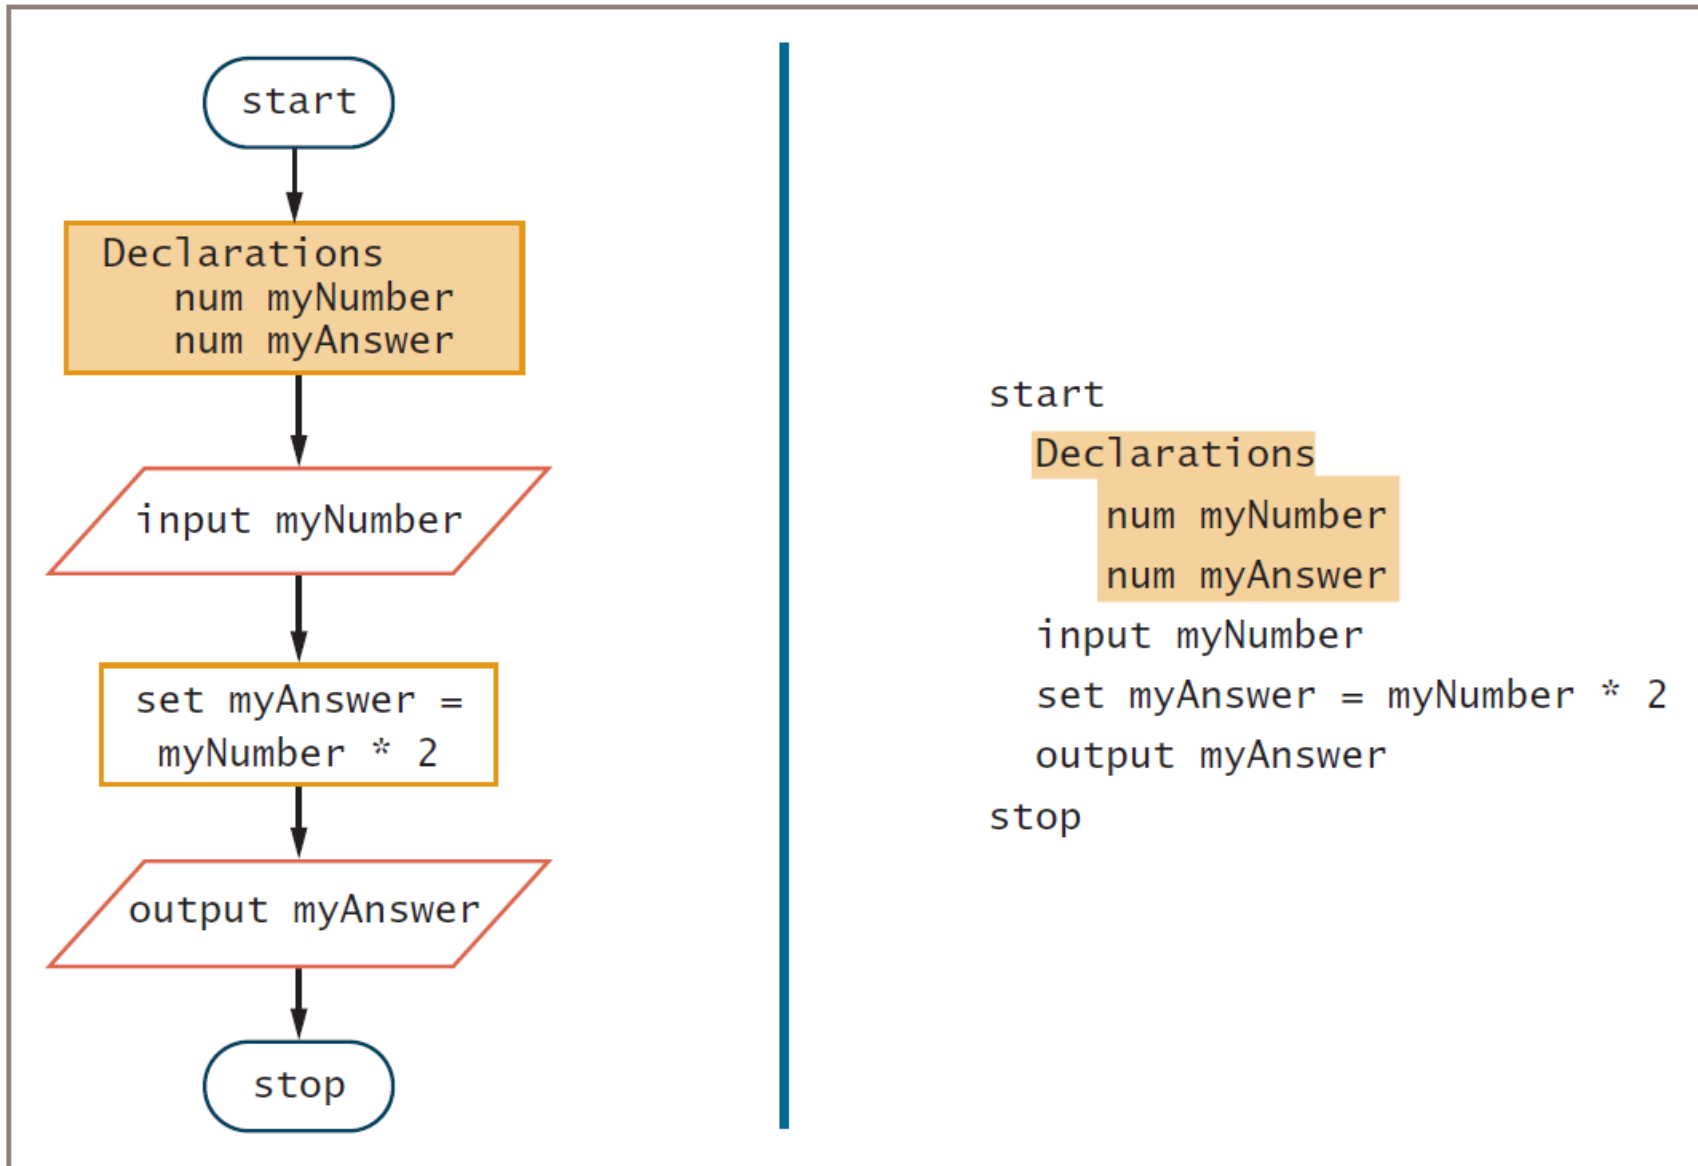 start
Declarations
num myNumber
num myAnswer
input myNumber
set myAnswer =
myNumber * 2
output myAnswer
stop
start
Declarations
num myNumber
num myAnswer
input myNumber
set myAnswer = myNumber * 2
output myAnswer
stop